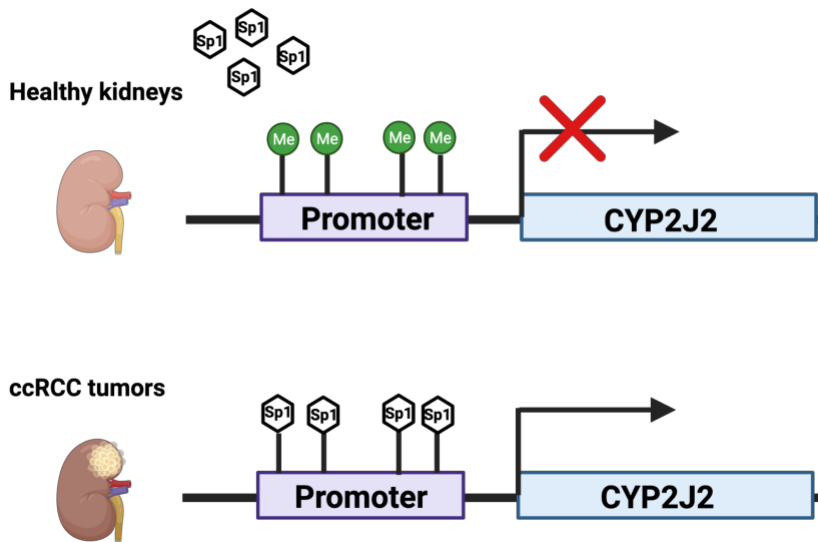 Sp1 Sp1 Sp1
Sp1
Healthy kidneys
Me Me Me Me
Promoter CYP2J2
ccRCC tumors
Sp1 Sp1 Sp1 Sp1
Promoter CYP2J2